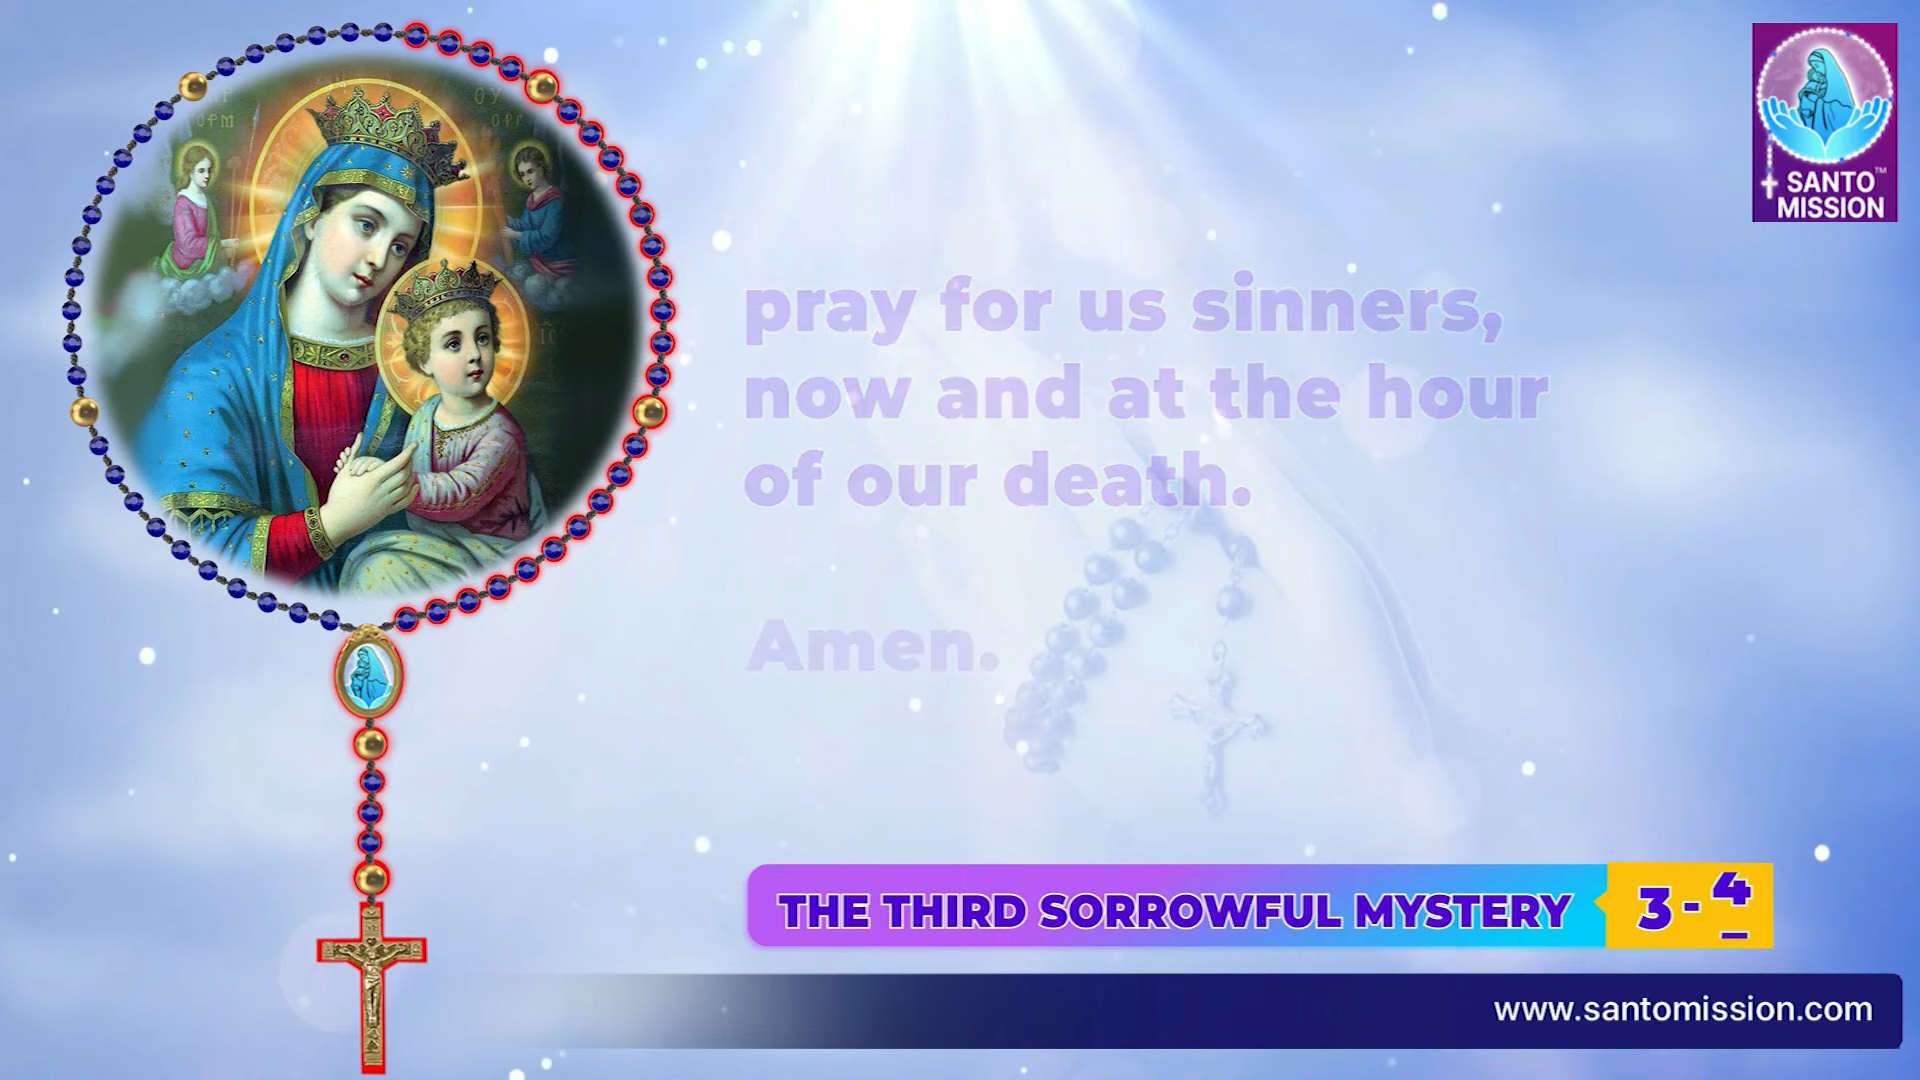 SANTO™
MISSION
pray for us sinners,
now and at the hour
of our death.
Amen.
THE THIRD SORROWFUL MYSTERY 3 - 4
www.santomission.com